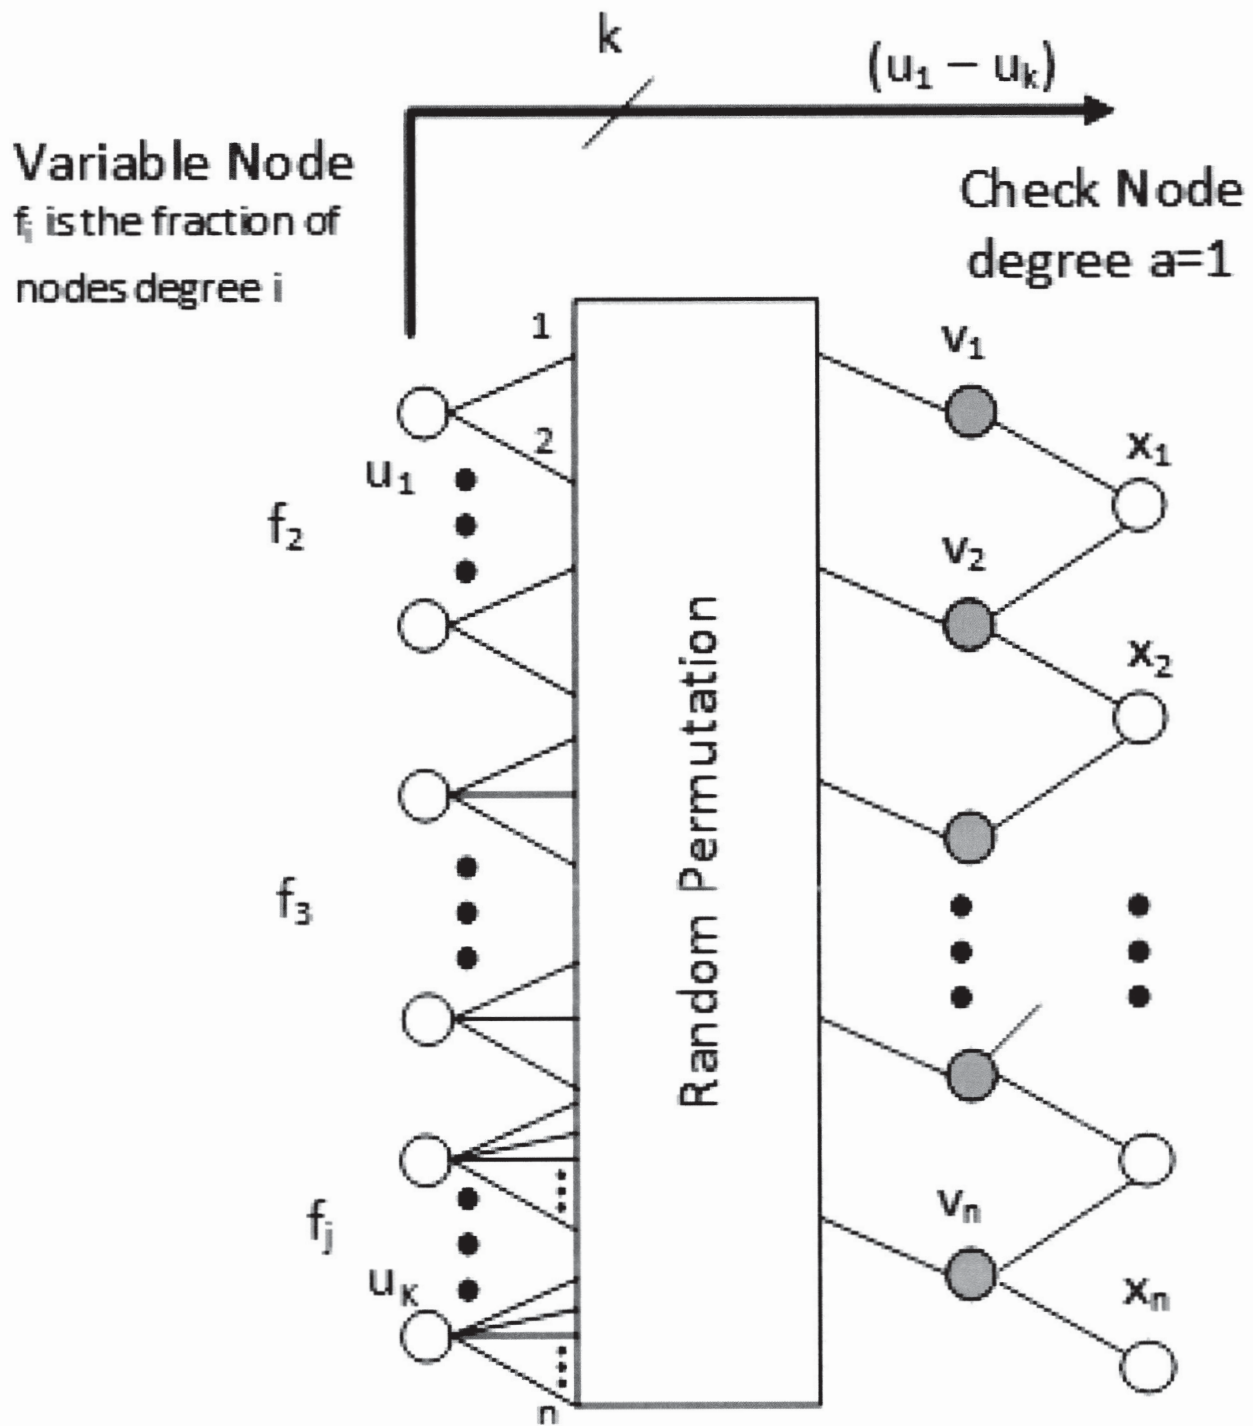 k
(u₁ – uₖ)
Variable Node
fᵢ is the fraction of
nodes degree i
Check Node
degree a=1
1
2
u₁
f₂
f₃
fⱼ
u_K
n
Random Permutation
v₁
x₁
v₂
x₂
vₙ
xₙ